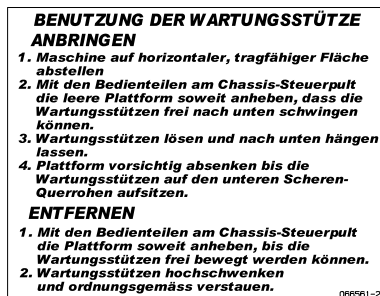 BENUTZUNG DER WARTUNGSSTÜTZE
ANBRINGEN
1. Maschine auf horizontaler, tragfähiger Fläche
abstellen
2. Mit den Bedienteilen am Chassis-Steuerpult
die leere Plattform soweit anheben, dass die
Wartungsstützen frei nach unten schwingen
können.
3. Wartungsstützen lösen und nach unten hängen
lassen.
4. Plattform vorsichtig absenken bis die
Wartungsstützen auf den unteren Scheren-
Querrohen aufsitzen.
ENTFERNEN
1. Mit den Bedienteilen am Chassis-Steuerpult
die Plattform soweit anheben, bis die
Wartungsstützen frei bewegt werden können.
2. Wartungsstützen hochschwenken
und ordnungsgemäss verstauen.
066561-2